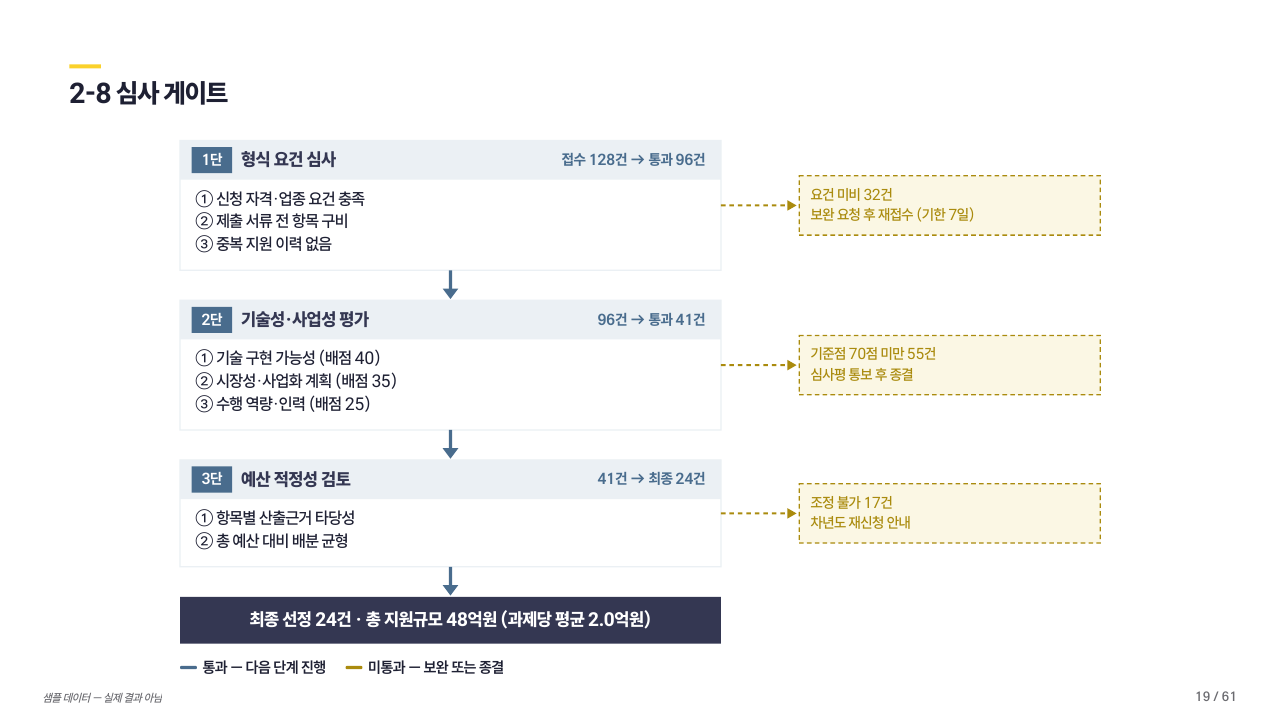 2-8 심사 게이트
1단 형식 요건 심사 접수 128건 → 통과 96건
① 신청 자격·업종 요건 충족
② 제출 서류 전 항목 구비
③ 중복 지원 이력 없음
요건 미비 32건
보완 요청 후 재접수 (기한 7일)
2단 기술성·사업성 평가 96건 → 통과 41건
① 기술 구현 가능성 (배점 40)
② 시장성·사업화 계획 (배점 35)
③ 수행 역량·인력 (배점 25)
기준점 70점 미만 55건
심사평 통보 후 종결
3단 예산 적정성 검토 41건 → 최종 24건
① 항목별 산출근거 타당성
② 총 예산 대비 배분 균형
조정 불가 17건
차년도 재신청 안내
최종 선정 24건 · 총 지원규모 48억원 (과제당 평균 2.0억원)
통과 — 다음 단계 진행 미통과 — 보완 또는 종결
샘플 데이터 — 실제 결과 아님
19 / 61